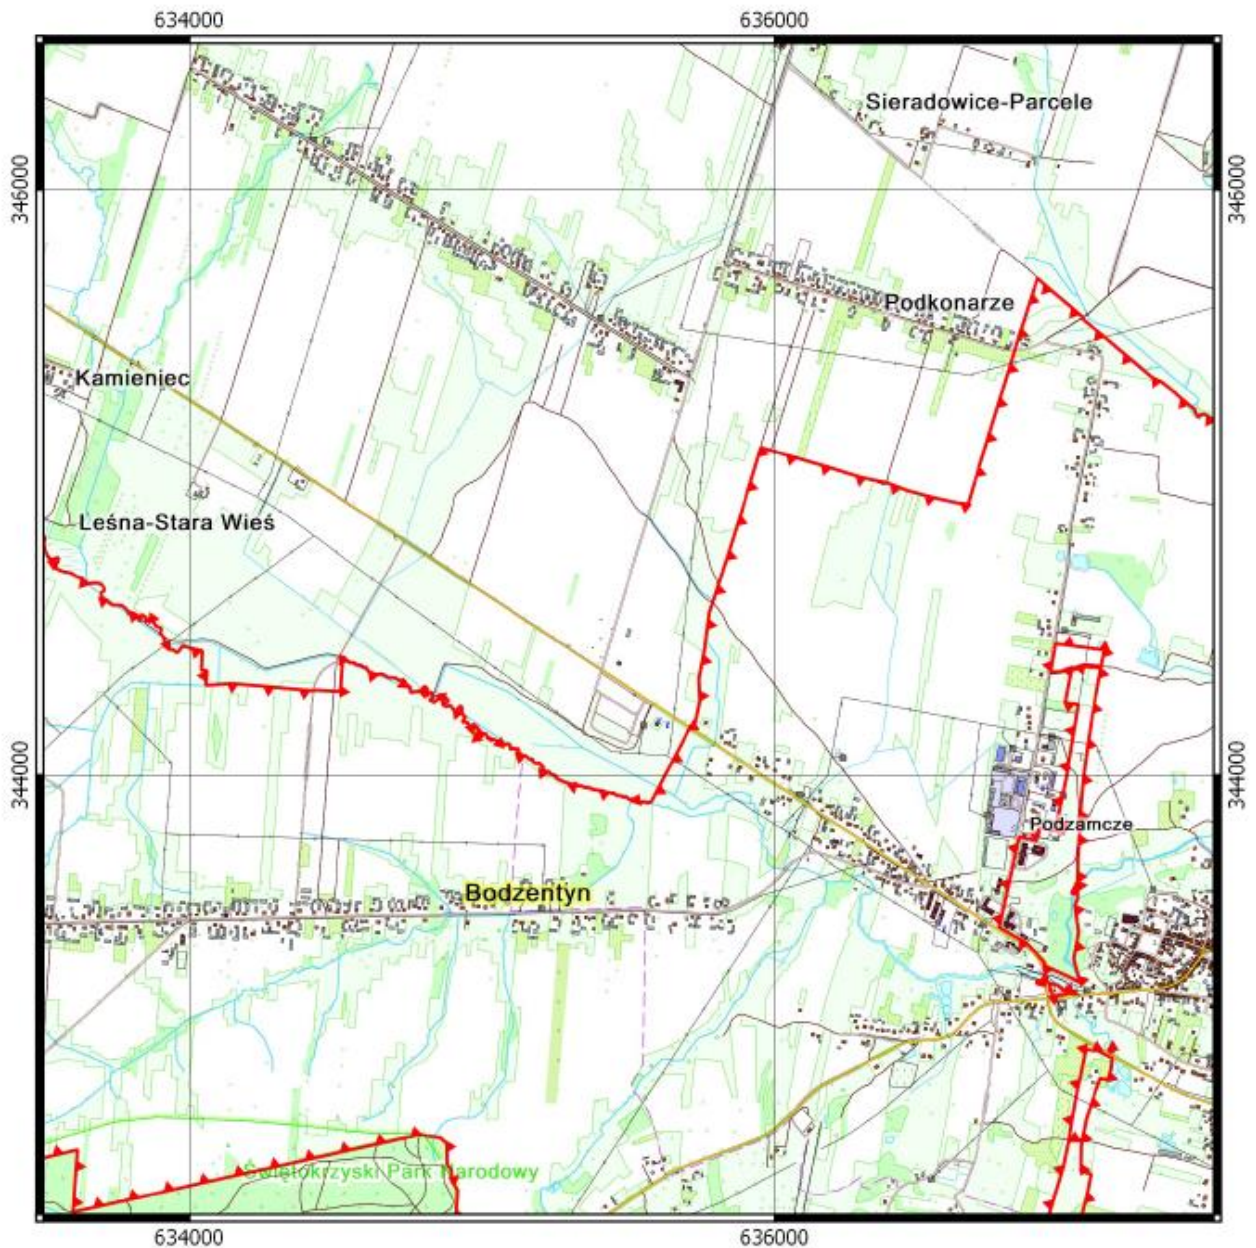 634000 636000
Sieradowice-Parcele
346000 346000
Podkonarze
Kamieniec
Leśna-Stara Wieś
344000 344000
Podzamcze
Bodzentyn
Świętokrzyski Park Narodowy
634000 636000